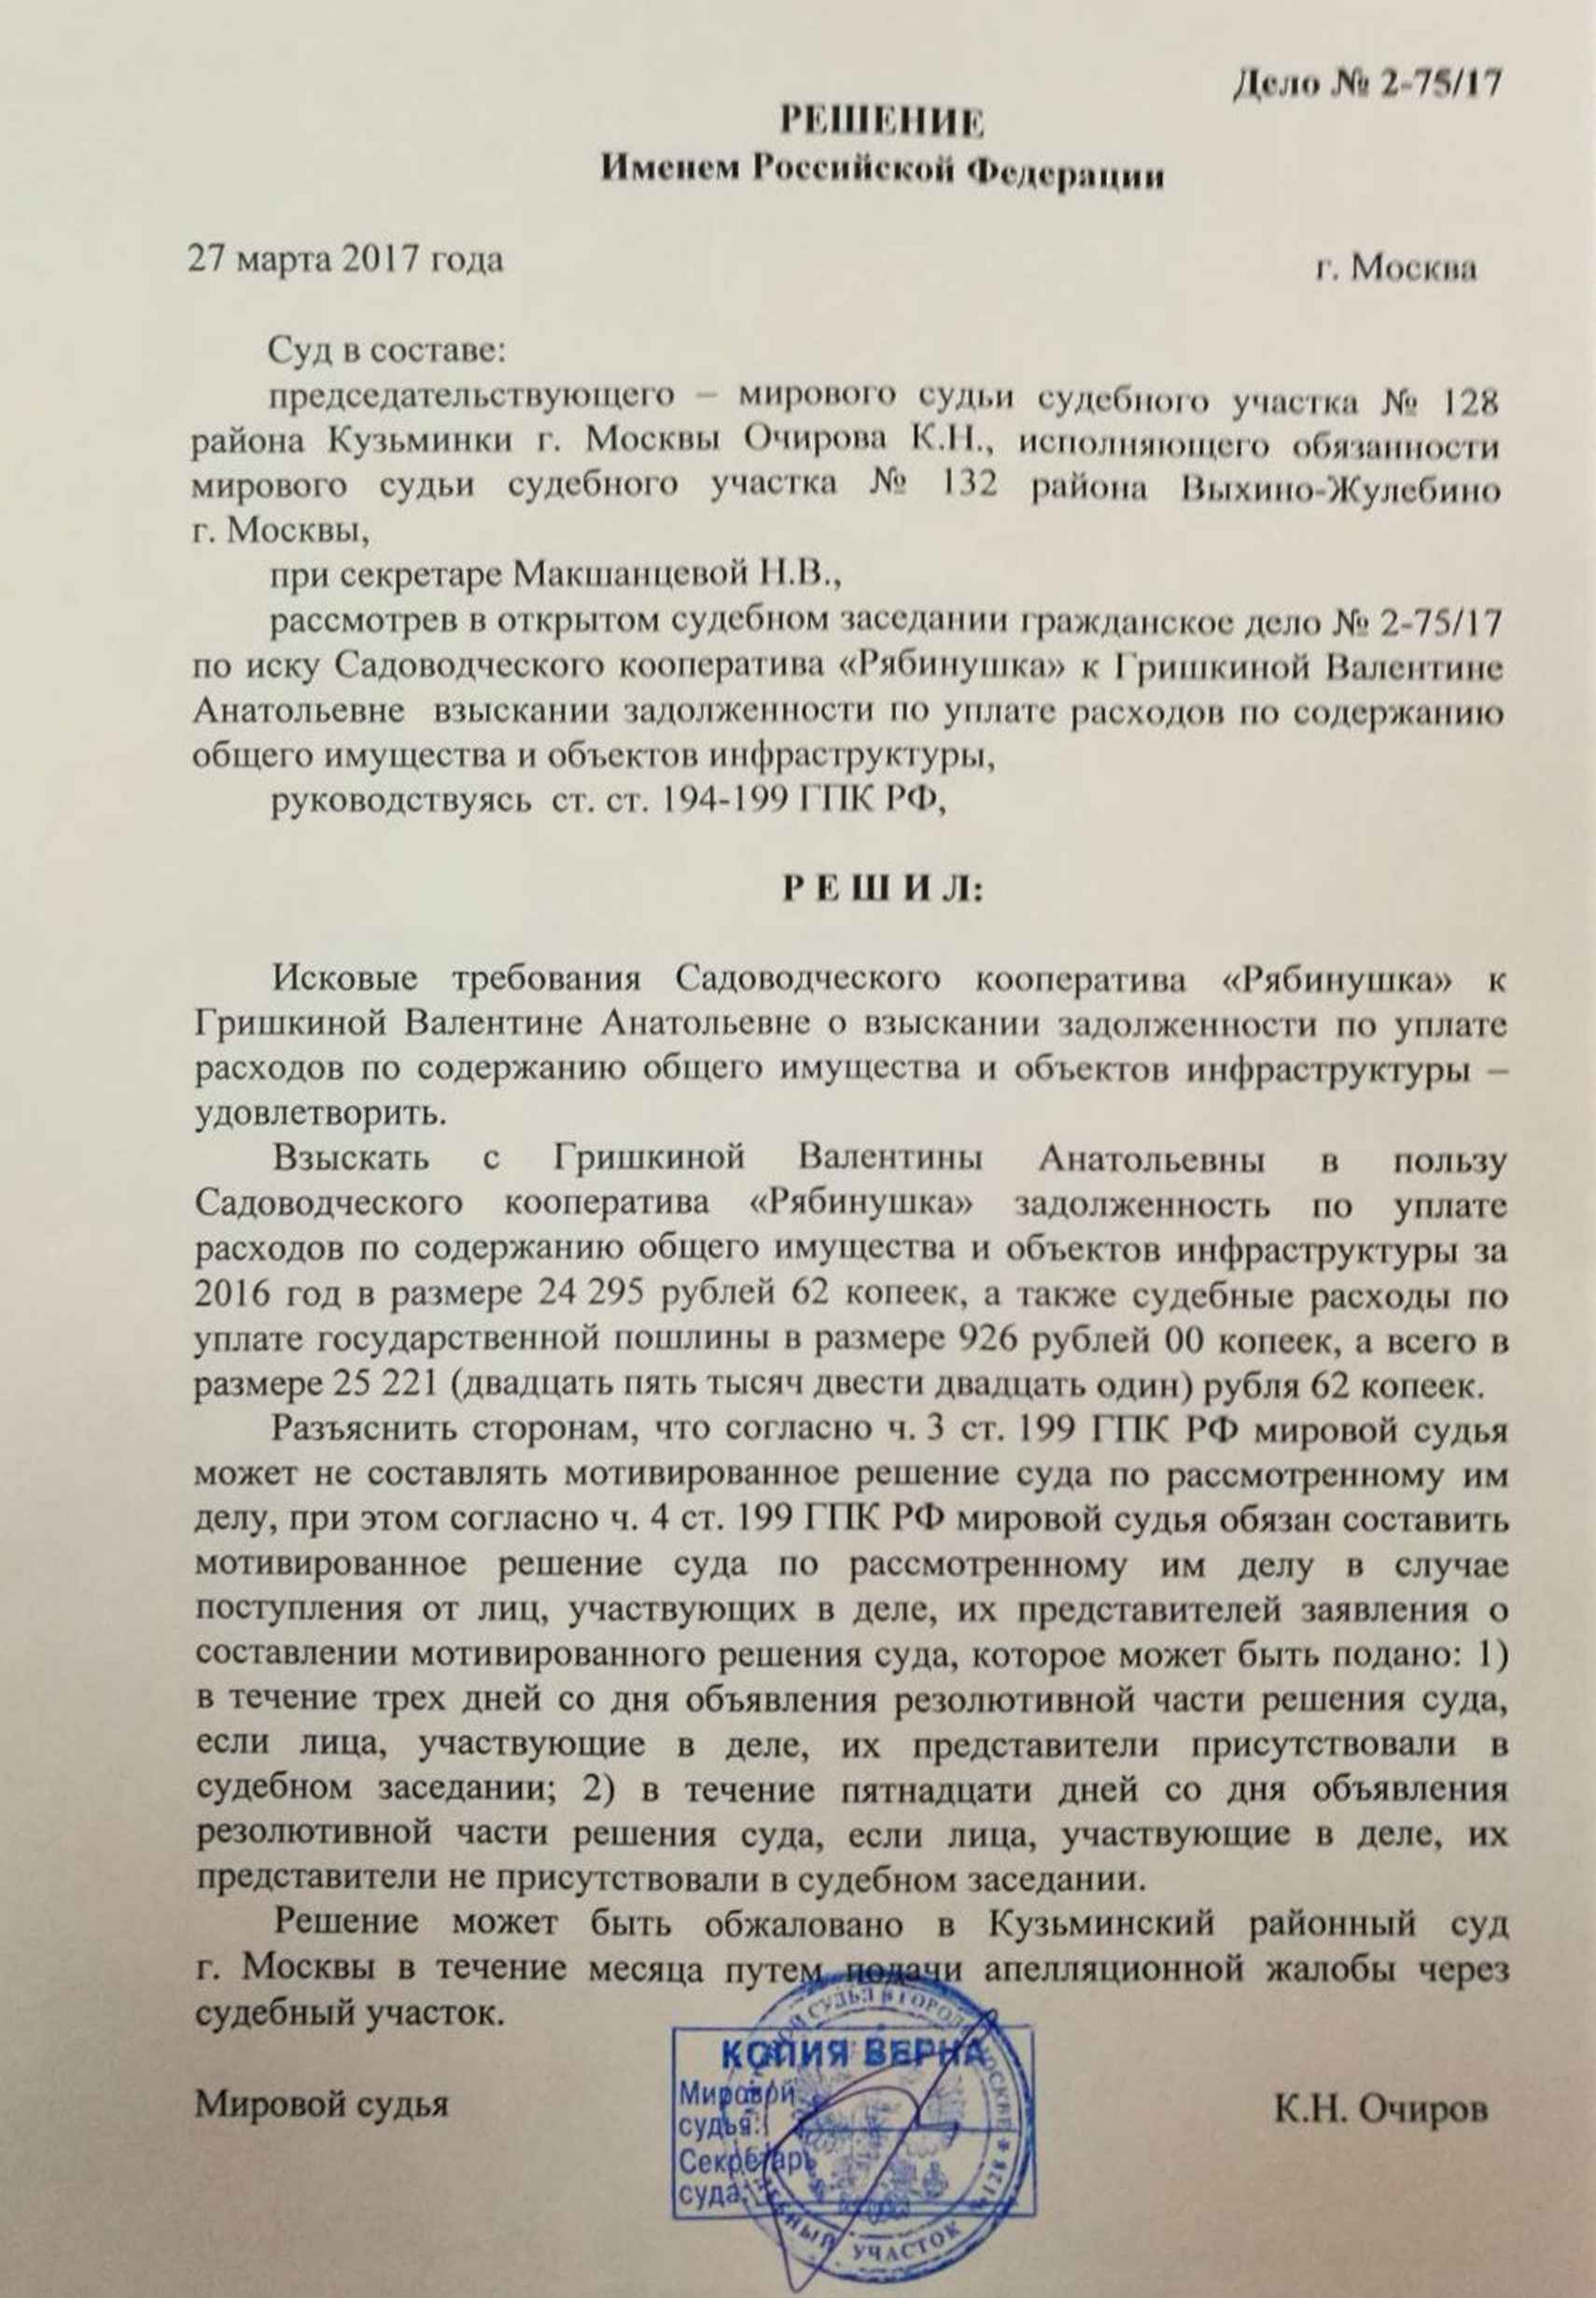 Дело № 2-75/17
РЕШЕНИЕ
Именем Российской Федерации
27 марта 2017 года
г. Москва
Суд в составе:
председательствующего – мирового судьи судебного участка № 128
района Кузьминки г. Москвы Очирова К.Н., исполняющего обязанности
мирового судьи судебного участка № 132 района Выхино-Жулебино
г. Москвы,
при секретаре Макшанцевой Н.В.,
рассмотрев в открытом судебном заседании гражданское дело № 2-75/17
по иску Садоводческого кооператива «Рябинушка» к Гришкиной Валентине
Анатольевне взыскании задолженности по уплате расходов по содержанию
общего имущества и объектов инфраструктуры,
руководствуясь ст. ст. 194-199 ГПК РФ,
Р Е Ш И Л:
Исковые требования Садоводческого кооператива «Рябинушка» к
Гришкиной Валентине Анатольевне о взыскании задолженности по уплате
расходов по содержанию общего имущества и объектов инфраструктуры –
удовлетворить.
Взыскать с Гришкиной Валентины Анатольевны в пользу
Садоводческого кооператива «Рябинушка» задолженность по уплате
расходов по содержанию общего имущества и объектов инфраструктуры за
2016 год в размере 24 295 рублей 62 копеек, а также судебные расходы по
уплате государственной пошлины в размере 926 рублей 00 копеек, а всего в
размере 25 221 (двадцать пять тысяч двести двадцать один) рубля 62 копеек.
Разъяснить сторонам, что согласно ч. 3 ст. 199 ГПК РФ мировой судья
может не составлять мотивированное решение суда по рассмотренному им
делу, при этом согласно ч. 4 ст. 199 ГПК РФ мировой судья обязан составить
мотивированное решение суда по рассмотренному им делу в случае
поступления от лиц, участвующих в деле, их представителей заявления о
составлении мотивированного решения суда, которое может быть подано: 1)
в течение трех дней со дня объявления резолютивной части решения суда,
если лица, участвующие в деле, их представители присутствовали в
судебном заседании; 2) в течение пятнадцати дней со дня объявления
резолютивной части решения суда, если лица, участвующие в деле, их
представители не присутствовали в судебном заседании.
Решение может быть обжаловано в Кузьминский районный суд
г. Москвы в течение месяца путем подачи апелляционной жалобы через
судебный участок.
КОПИЯ ВЕРНА
Мировой
судья:
Секретарь
суда:
СУДЬЯ В ГОРОДЕ МОСКВЕ * УЧАСТОК №128
Мировой судья
К.Н. Очиров